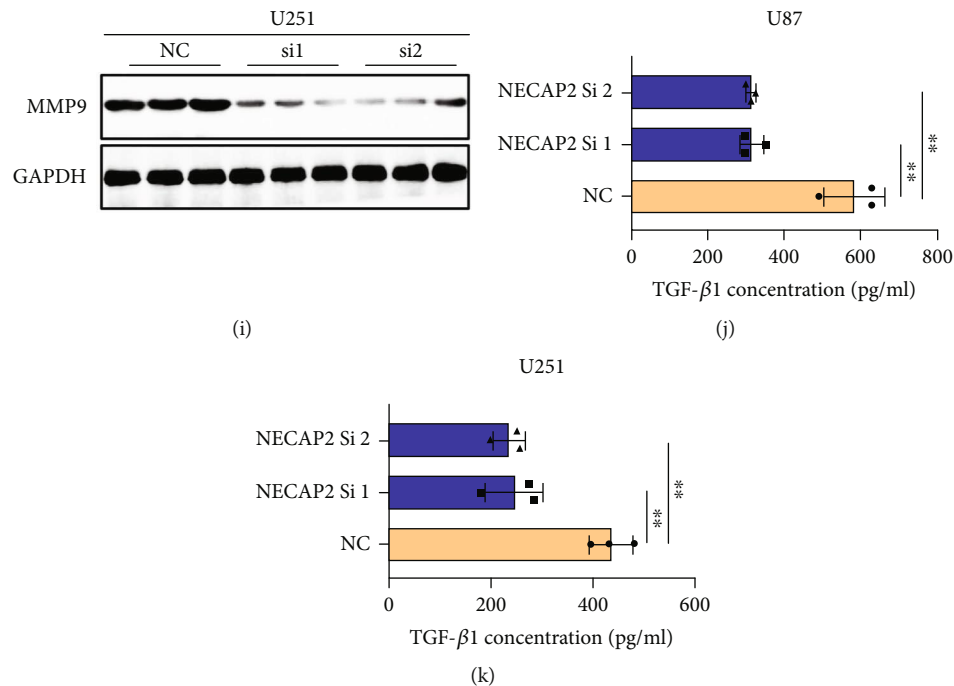 U251
NC si1 si2
MMP9
GAPDH
(i)
U87
NECAP2 Si 2
NECAP2 Si 1
NC
**
**
0 200 400 600 800
TGF-β1 concentration (pg/ml)
(j)
U251
NECAP2 Si 2
NECAP2 Si 1
NC
**
**
0 200 400 600
TGF-β1 concentration (pg/ml)
(k)